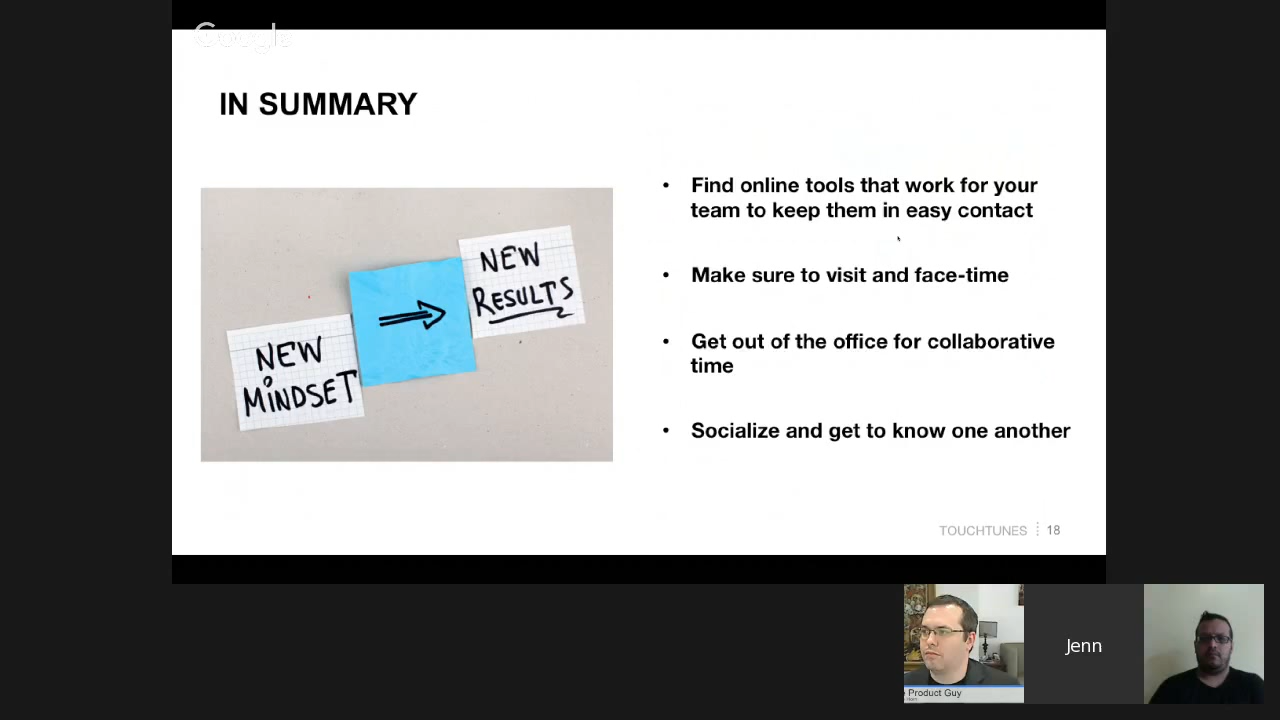 Google
IN SUMMARY
NEW
MINDSET
NEW
RESULTS
• Find online tools that work for your
team to keep them in easy contact
• Make sure to visit and face-time
• Get out of the office for collaborative
time
• Socialize and get to know one another
TOUCHTUNES 18
Jenn
Product Guy